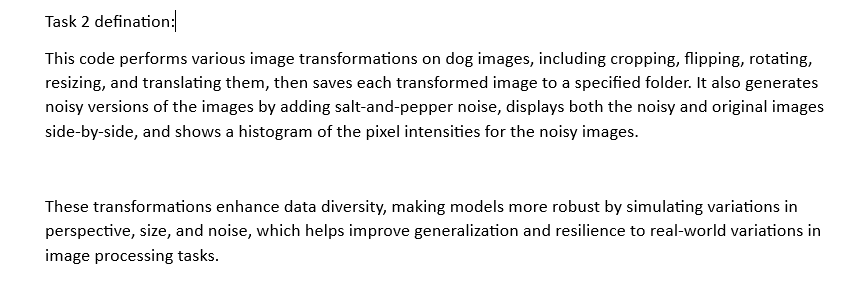 Task 2 defination:
This code performs various image transformations on dog images, including cropping, flipping, rotating,
resizing, and translating them, then saves each transformed image to a specified folder. It also generates
noisy versions of the images by adding salt-and-pepper noise, displays both the noisy and original images
side-by-side, and shows a histogram of the pixel intensities for the noisy images.
These transformations enhance data diversity, making models more robust by simulating variations in
perspective, size, and noise, which helps improve generalization and resilience to real-world variations in
image processing tasks.